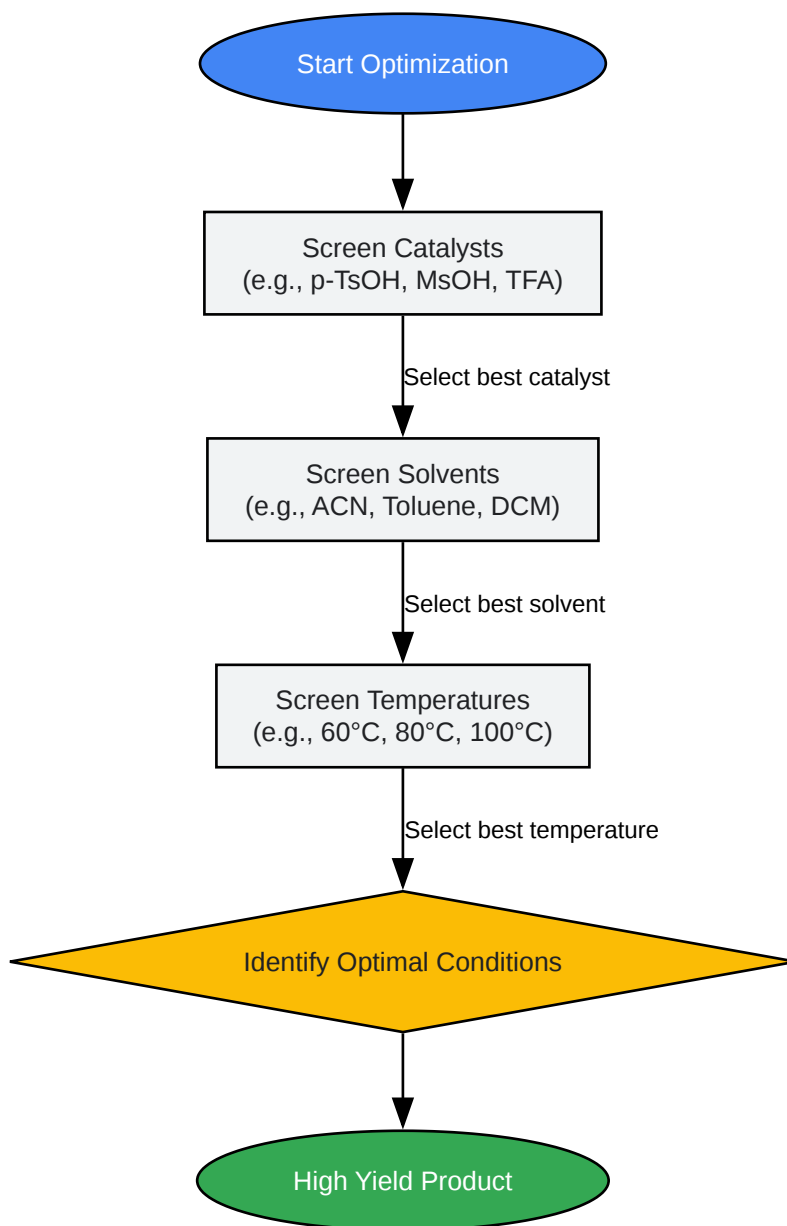 Start Optimization
Screen Catalysts
(e.g., p-TsOH, MsOH, TFA)
Select best catalyst
Screen Solvents
(e.g., ACN, Toluene, DCM)
Select best solvent
Screen Temperatures
(e.g., 60°C, 80°C, 100°C)
Select best temperature
Identify Optimal Conditions
High Yield Product